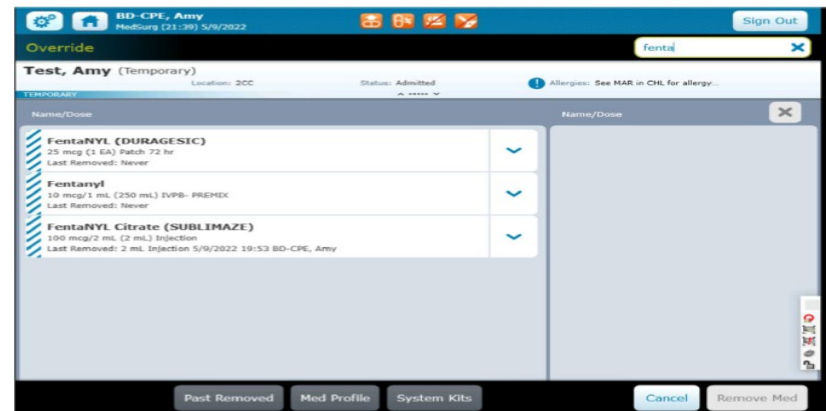 BD-CPE, Amy
MedSurg (21:39) 5/9/2022
Sign Out
Override
fenta
Test, Amy (Temporary)
Location: 2CC Status: Admitted Allergies: See MAR in CHL for allergy...
TEMPORARY
Name/Dose Name/Dose
FentaNYL (DURAGESIC)
25 mcg (1 EA) Patch 72 hr
Last Removed: Never
Fentanyl
10 mcg/1 mL (250 mL) IVPB- PREMIX
Last Removed: Never
FentaNYL Citrate (SUBLIMAZE)
100 mcg/2 mL (2 mL) Injection
Last Removed: 2 mL Injection 5/9/2022 19:53 BD-CPE, Amy
Past Removed Med Profile System Kits Cancel Remove Med